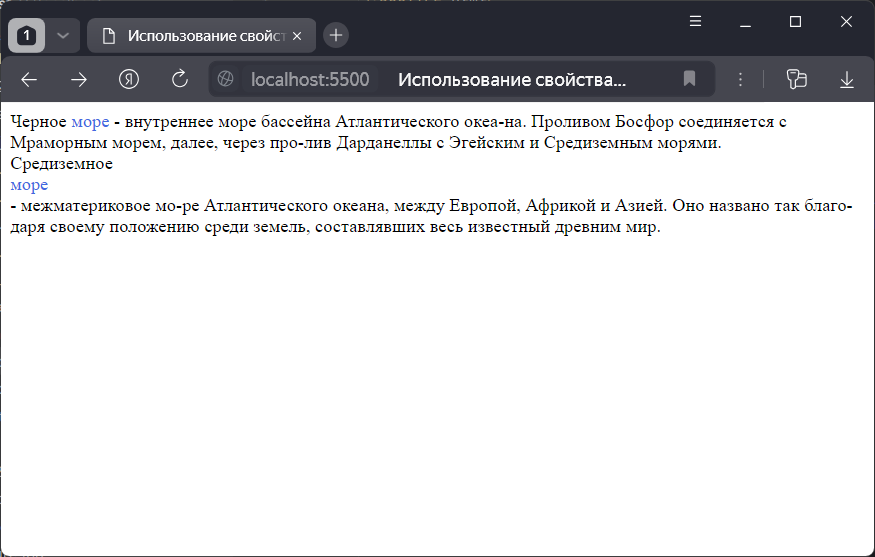 1
Использование свойст
localhost:5500 Использование свойства...
Черное море - внутреннее море бассейна Атлантического океа-на. Проливом Босфор соединяется с
Мраморным морем, далее, через про-лив Дарданеллы с Эгейским и Средиземным морями.
Средиземное
море
- межматериковое мо-ре Атлантического океана, между Европой, Африкой и Азией. Оно названо так благо-
даря своему положению среди земель, составлявших весь известный древним мир.